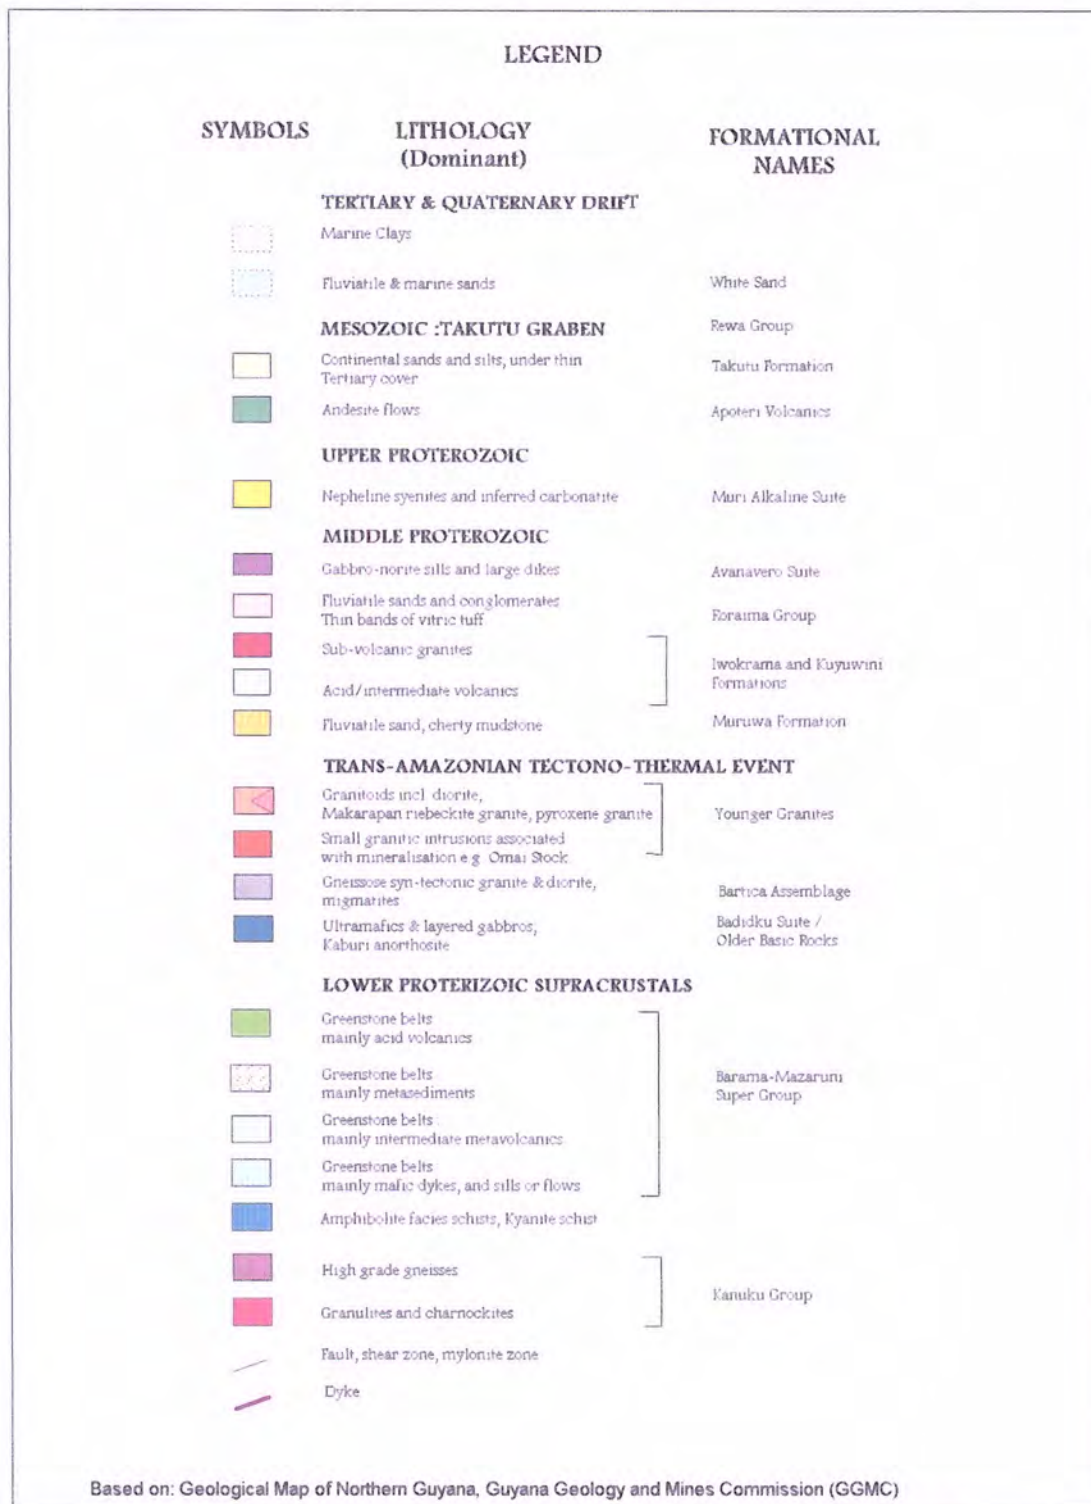 LEGEND
SYMBOLS
LITHOLOGY
(Dominant)
FORMATIONAL
NAMES
TERTIARY & QUATERNARY DRIFT
Marine Clays
Fluviatile & marine sands
White Sand
MESOZOIC :TAKUTU GRABEN
Rewa Group
Continental sands and silts, under thin
Tertiary cover
Takutu Formation
Andesite flows
Apoteri Volcanics
UPPER PROTEROZOIC
Nepheline syenites and inferred carbonatite
Muri Alkaline Suite
MIDDLE PROTEROZOIC
Gabbro-norite sills and large dikes
Avanavero Suite
Fluviatile sands and conglomerates
Thin bands of vitric tuff
Roraima Group
Sub-volcanic granites
Acid/intermediate volcanics
Iwokrama and Kuyuwini
Formations
Fluviatile sand, cherty mudstone
Muruwa Formation
TRANS-AMAZONIAN TECTONO-THERMAL EVENT
Granitoids incl. diorite,
Makarapan riebeckite granite, pyroxene granite
Younger Granites
Small granitic intrusions associated
with mineralisation e.g. Omai Stock.
Gneissose syn-tectonic granite & diorite,
migmatites
Bartica Assemblage
Ultramafics & layered gabbros,
Kaburi anorthosite
Badidku Suite /
Older Basic Rocks
LOWER PROTERIZOIC SUPRACRUSTALS
Greenstone belts
mainly acid volcanics
Greenstone belts
mainly metasediments
Barama-Mazaruni
Super Group
Greenstone belts
mainly intermediate metavolcanics
Greenstone belts
mainly mafic dykes, and sills or flows
Amphibolite facies schists, Kyanite schist
High grade gneisses
Kanuku Group
Granulites and charnockites
Fault, shear zone, mylonite zone
Dyke
Based on: Geological Map of Northern Guyana, Guyana Geology and Mines Commission (GGMC)